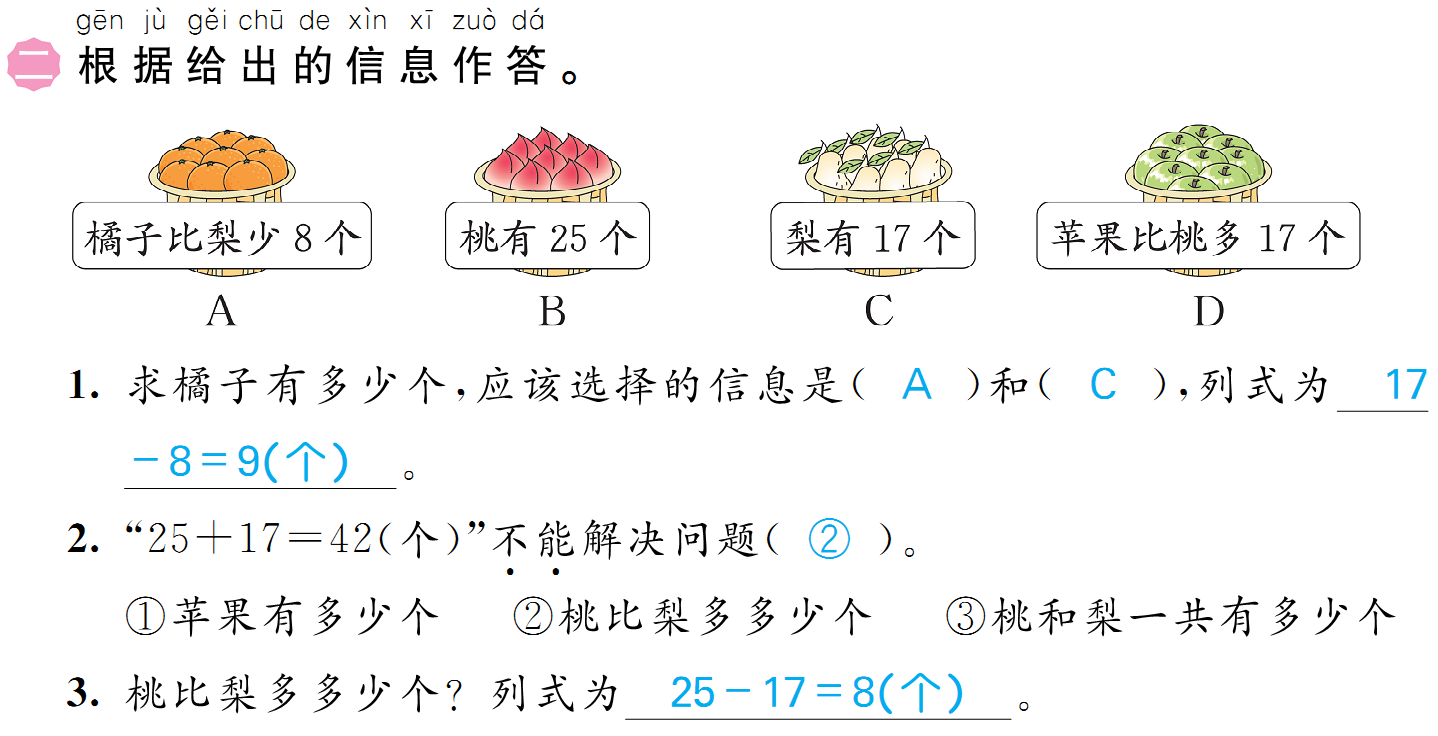 gēn jù gěi chū de xìn xī zuò dá
二 根据给出的信息作答。
橘子比梨少 8 个 桃有 25 个 梨有 17 个 苹果比桃多 17 个
A B C D
1. 求橘子有多少个,应该选择的信息是( A )和( C ),列式为 17
－8＝9(个) 。
2. “25＋17＝42(个)”不能解决问题( ② )。
①苹果有多少个 ②桃比梨多多少个 ③桃和梨一共有多少个
3. 桃比梨多多少个? 列式为 25－17＝8(个) 。